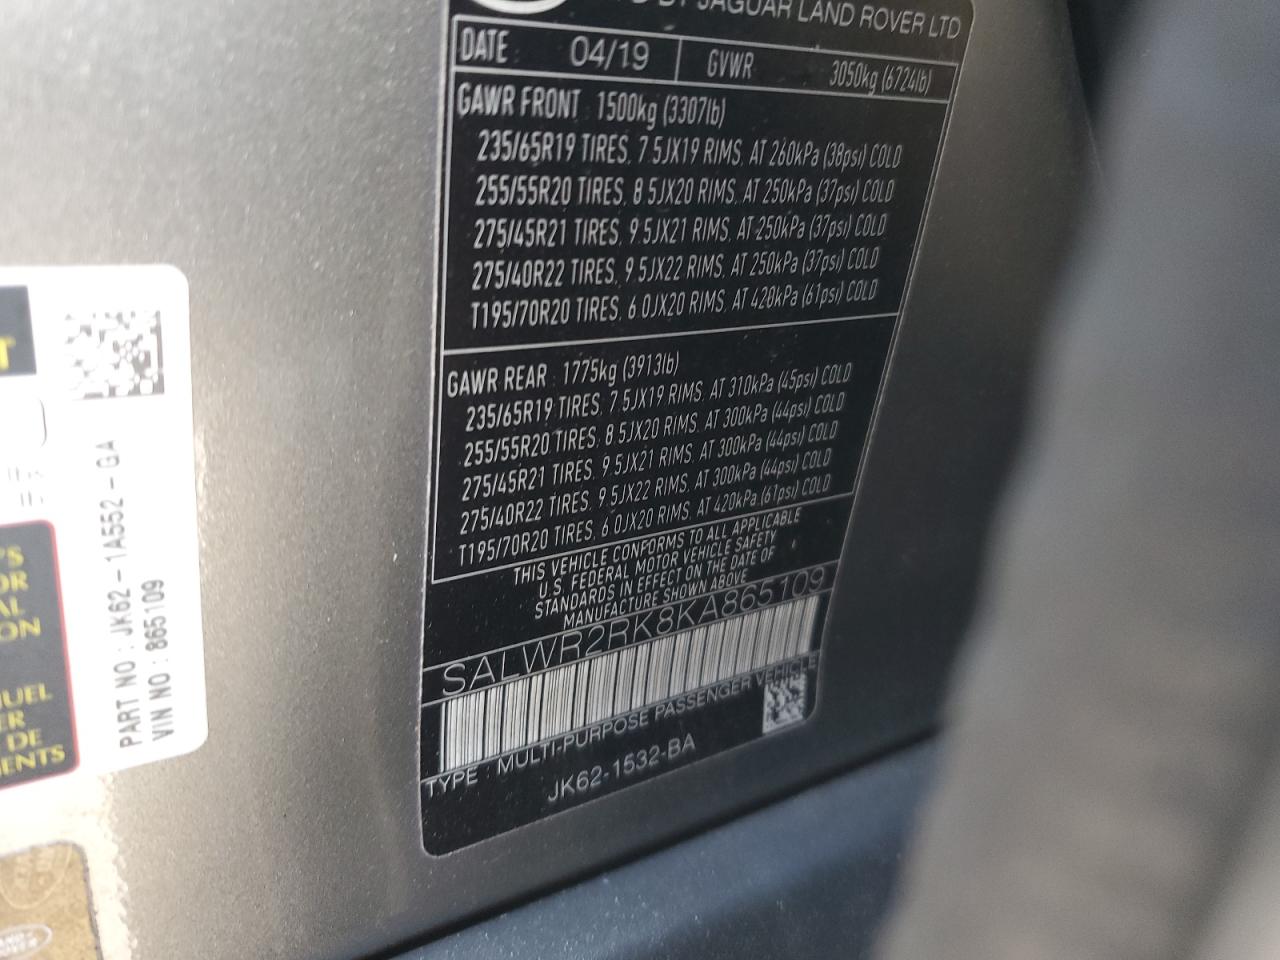 BY JAGUAR LAND ROVER LTD
DATE 04/19 GVWR 3050kg (6724lb)
GAWR FRONT 1500kg (3307lb)
235/65R19 TIRES, 7.5JX19 RIMS, AT 260kPa (38psi) COLD
255/55R20 TIRES, 8.5JX20 RIMS, AT 250kPa (37psi) COLD
275/45R21 TIRES, 9.5JX21 RIMS, AT 250kPa (37psi) COLD
275/40R22 TIRES, 9.5JX22 RIMS, AT 250kPa (37psi) COLD
T195/70R20 TIRES, 6.0JX20 RIMS, AT 420kPa (61psi) COLD
GAWR REAR 1775kg (3913lb)
235/65R19 TIRES, 7.5JX19 RIMS, AT 310kPa (45psi) COLD
255/55R20 TIRES, 8.5JX20 RIMS, AT 300kPa (44psi) COLD
275/45R21 TIRES, 9.5JX21 RIMS, AT 300kPa (44psi) COLD
275/40R22 TIRES, 9.5JX22 RIMS, AT 300kPa (44psi) COLD
T195/70R20 TIRES, 6.0JX20 RIMS, AT 420kPa (61psi) COLD
THIS VEHICLE CONFORMS TO ALL APPLICABLE
U.S. FEDERAL MOTOR VEHICLE SAFETY
STANDARDS IN EFFECT ON THE DATE OF
MANUFACTURE SHOWN ABOVE
SALWR2RK8KA865109
TYPE : MULTI-PURPOSE PASSENGER VEHICLE
JK62-1532-BA
PART NO : JK62-1A552-GA
VIN NO : 865109
T
'S
OR
AL
ON
NUEL
ER
DE
MENTS